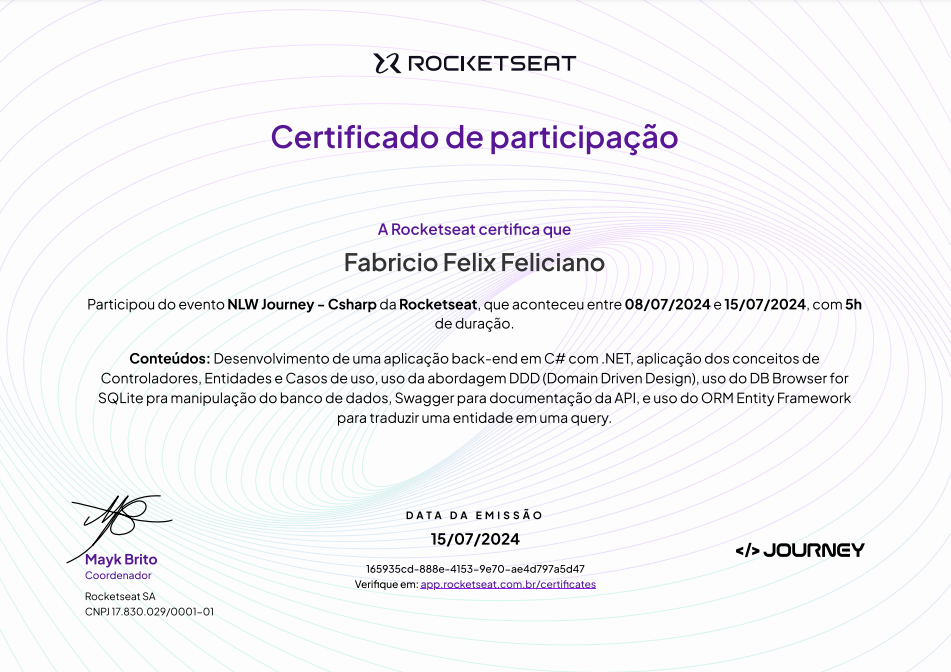 ROCKETSEAT
Certificado de participação
A Rocketseat certifica que
Fabricio Felix Feliciano
Participou do evento NLW Journey - Csharp da Rocketseat, que aconteceu entre 08/07/2024 e 15/07/2024, com 5h
de duração.
Conteúdos: Desenvolvimento de uma aplicação back-end em C# com .NET, aplicação dos conceitos de
Controladores, Entidades e Casos de uso, uso da abordagem DDD (Domain Driven Design), uso do DB Browser for
SQLite pra manipulação do banco de dados, Swagger para documentação da API, e uso do ORM Entity Framework
para traduzir uma entidade em uma query.
Mayk Brito
Coordenador
Rocketseat SA
CNPJ 17.830.029/0001-01
DATA DA EMISSÃO
15/07/2024
165935cd-888e-4153-9e70-ae4d797a5d47
Verifique em: app.rocketseat.com.br/certificates
</> JOURNEY